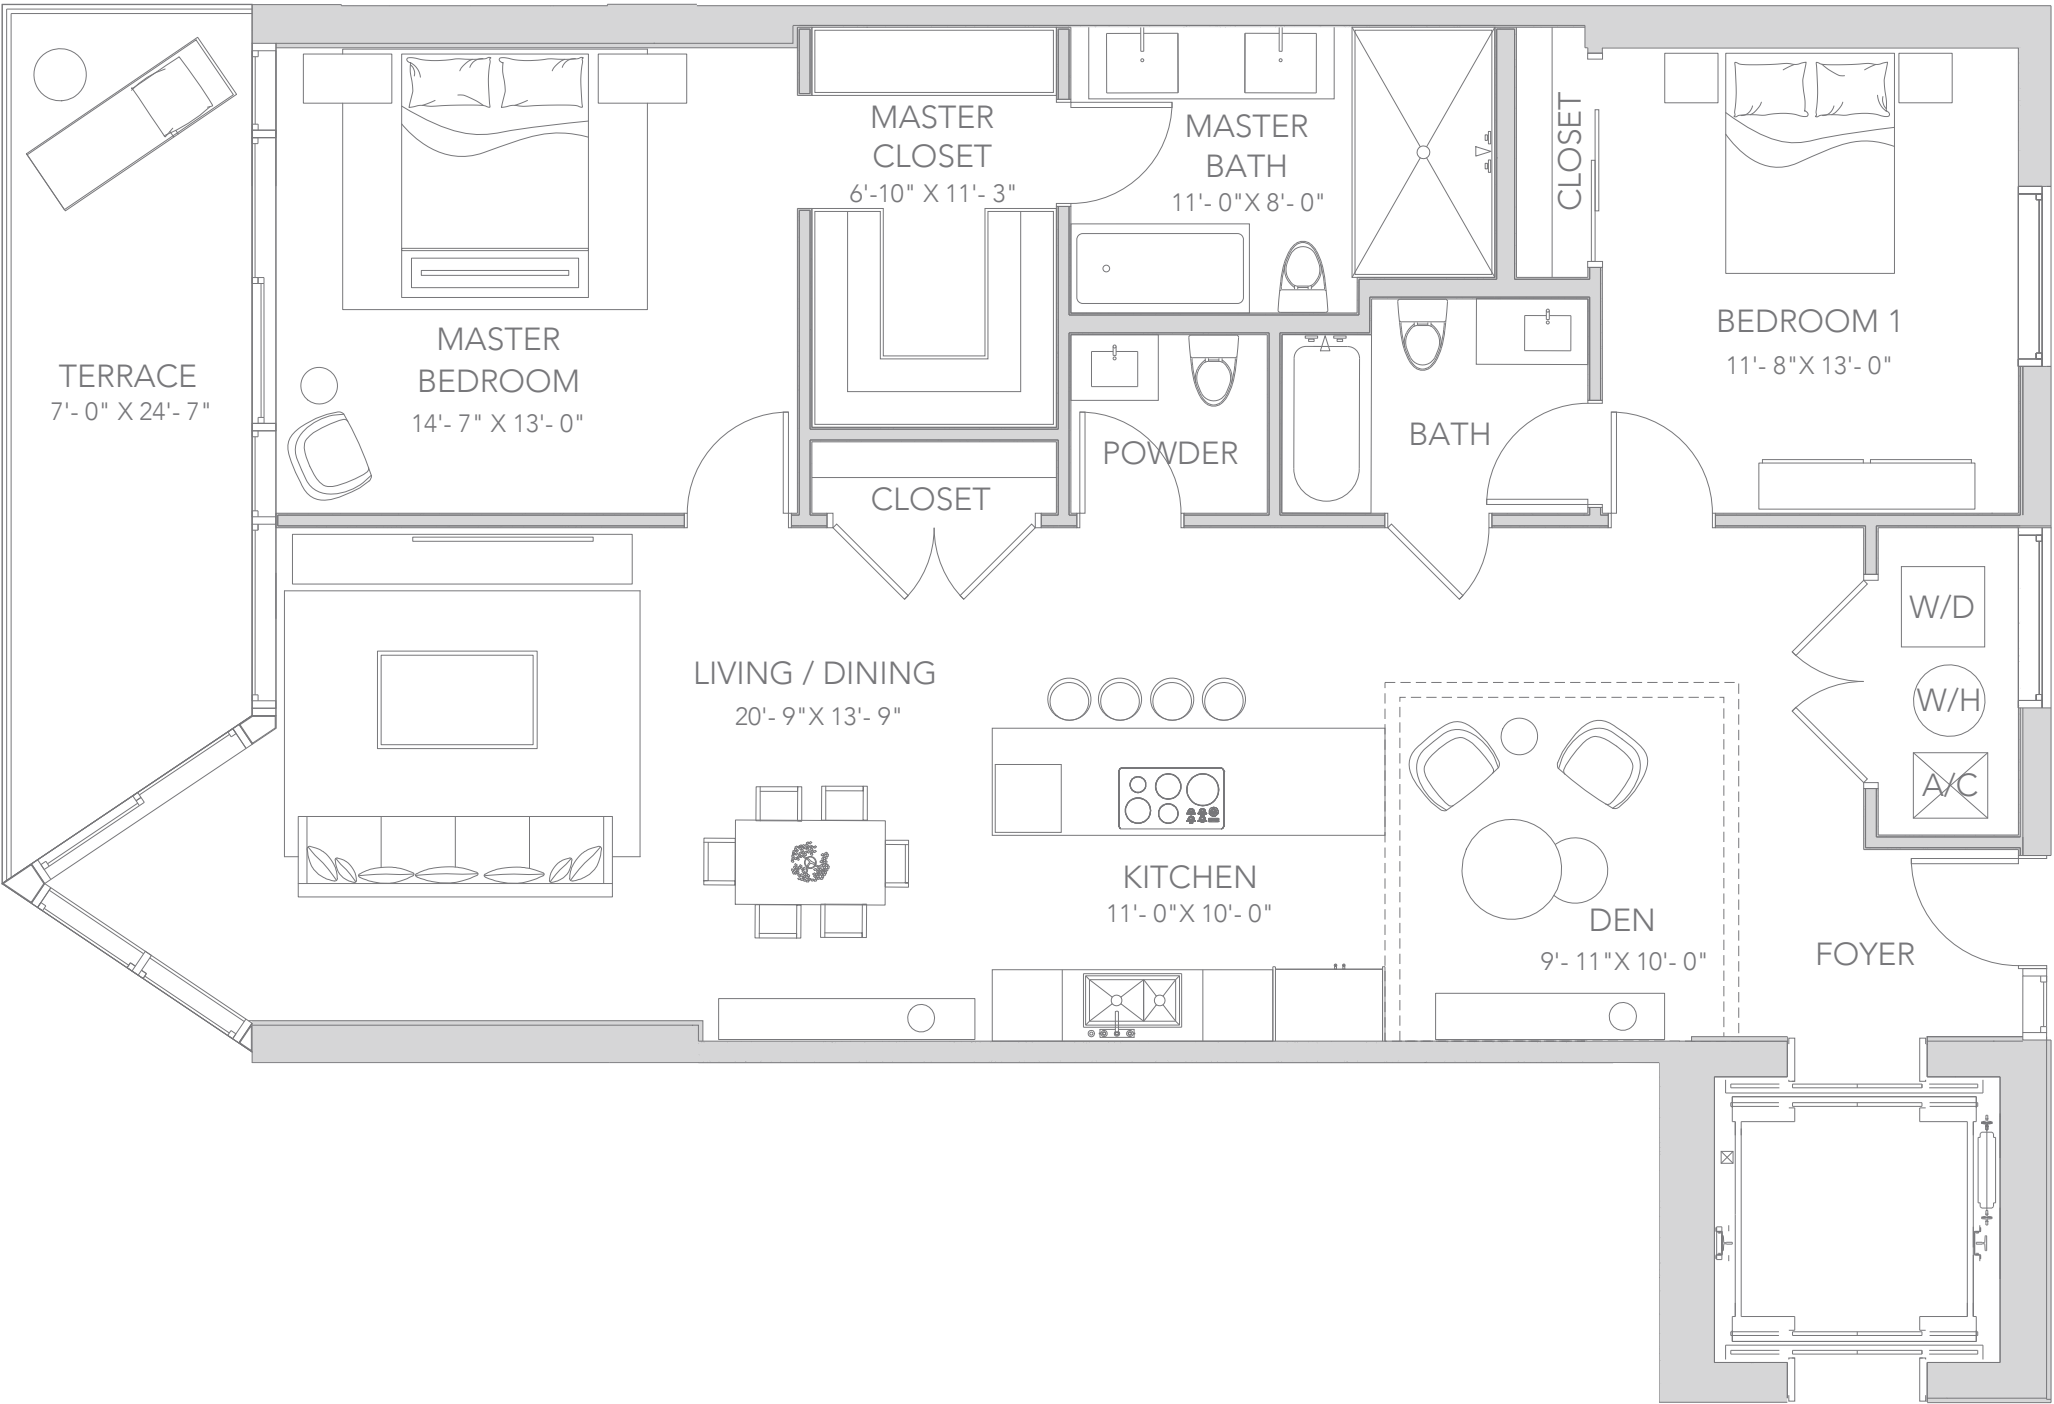 MASTER
CLOSET
6'-10" X 11'- 3"
MASTER
BATH
11'- 0"X 8'- 0"
CLOSET
BEDROOM 1
11'- 8"X 13'- 0"
MASTER
BEDROOM
14'- 7" X 13'- 0"
TERRACE
7'- 0" X 24'- 7"
POWDER
BATH
CLOSET
W/D
W/H
A/C
LIVING / DINING
20'- 9"X 13'- 9"
KITCHEN
11'- 0"X 10'- 0"
DEN
9'- 11"X 10'- 0"
FOYER